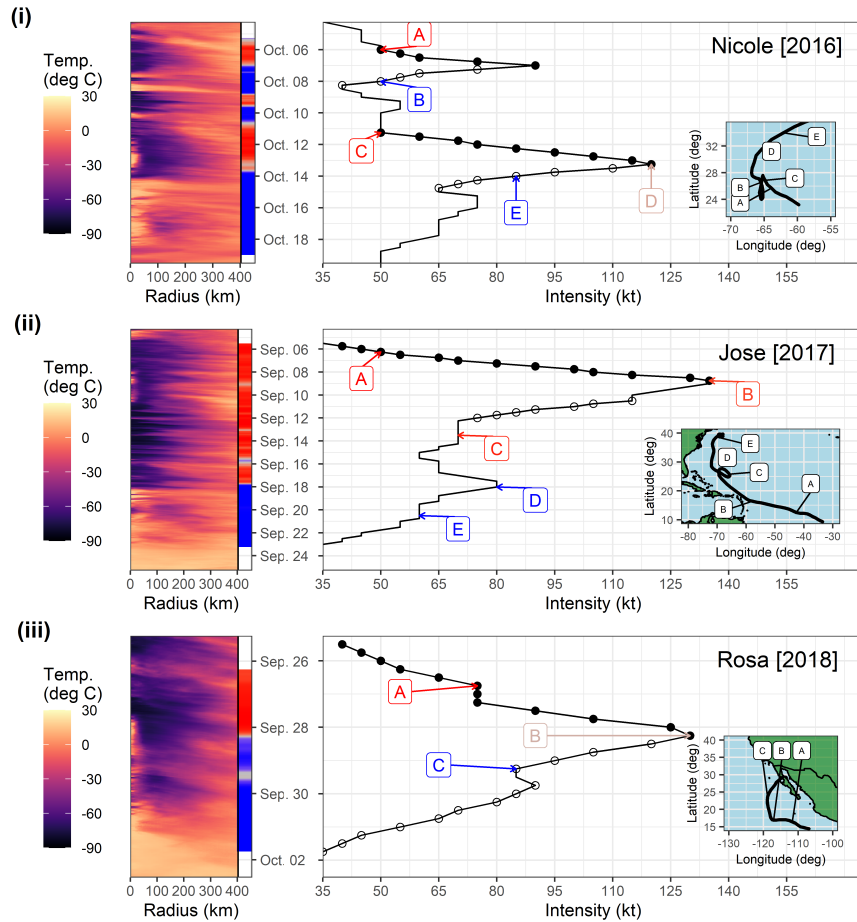 (i)
Temp.
(deg C)
30
0
-30
-60
-90
Oct. 06
Oct. 08
Oct. 10
Oct. 12
Oct. 14
Oct. 16
Oct. 18
0 100 200 300 400
Radius (km)
Nicole [2016]
A
B
C
D
E
35 50 65 80 95 110 125 140 155
Intensity (kt)
Latitude (deg)
32
28
24
E
D
C
B
A
-70 -65 -60 -55
Longitude (deg)
(ii)
Temp.
(deg C)
30
0
-30
-60
-90
Sep. 06
Sep. 08
Sep. 10
Sep. 12
Sep. 14
Sep. 16
Sep. 18
Sep. 20
Sep. 22
Sep. 24
0 100 200 300 400
Radius (km)
Jose [2017]
A
B
C
D
E
35 50 65 80 95 110 125 140 155
Intensity (kt)
Latitude (deg)
40
30
20
10
E
D
C
A
B
-80 -70 -60 -50 -40 -30
Longitude (deg)
(iii)
Temp.
(deg C)
30
0
-30
-60
-90
Sep. 26
Sep. 28
Sep. 30
Oct. 02
0 100 200 300 400
Radius (km)
Rosa [2018]
A
B
C
35 50 65 80 95 110 125 140 155
Intensity (kt)
Latitude (deg)
40
35
30
25
20
15
C B A
-130 -120 -110 -100
Longitude (deg)